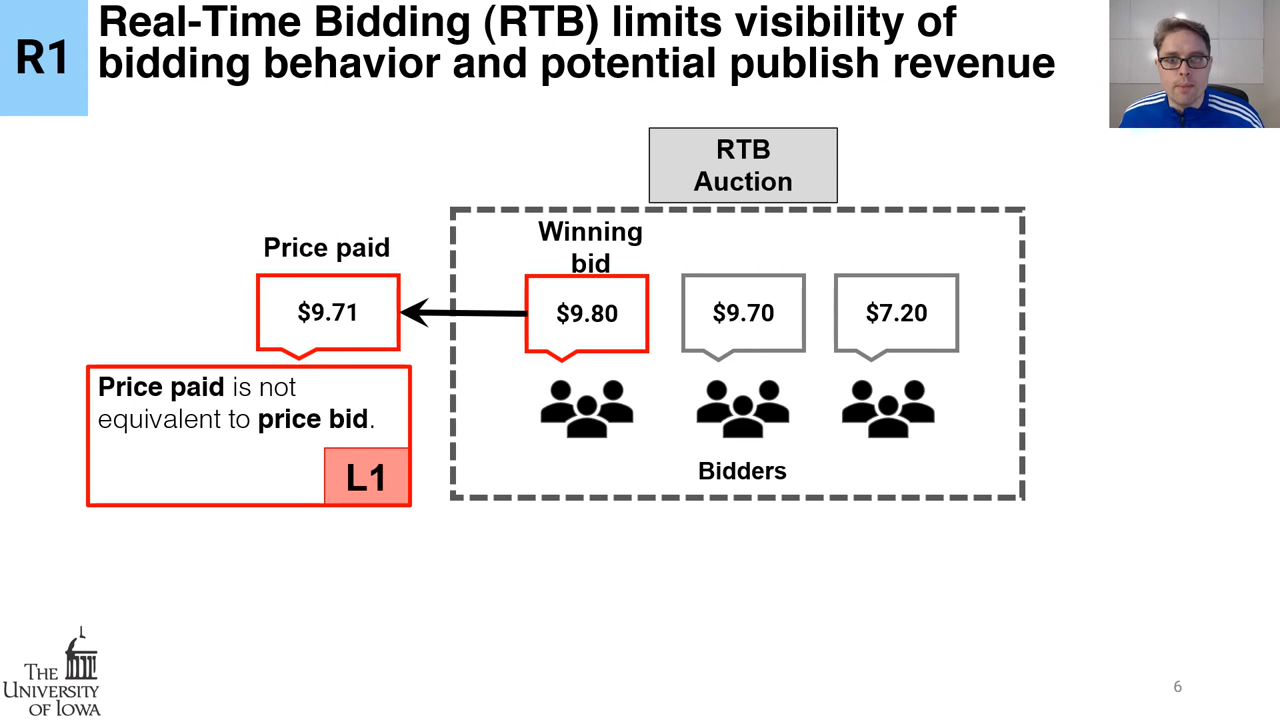 R1
Real-Time Bidding (RTB) limits visibility of
bidding behavior and potential publish revenue
RTB
Auction
Price paid
Winning
bid
$9.71
$9.80
$9.70
$7.20
Price paid is not
equivalent to price bid.
L1
Bidders
THE
UNIVERSITY
OF IOWA
6